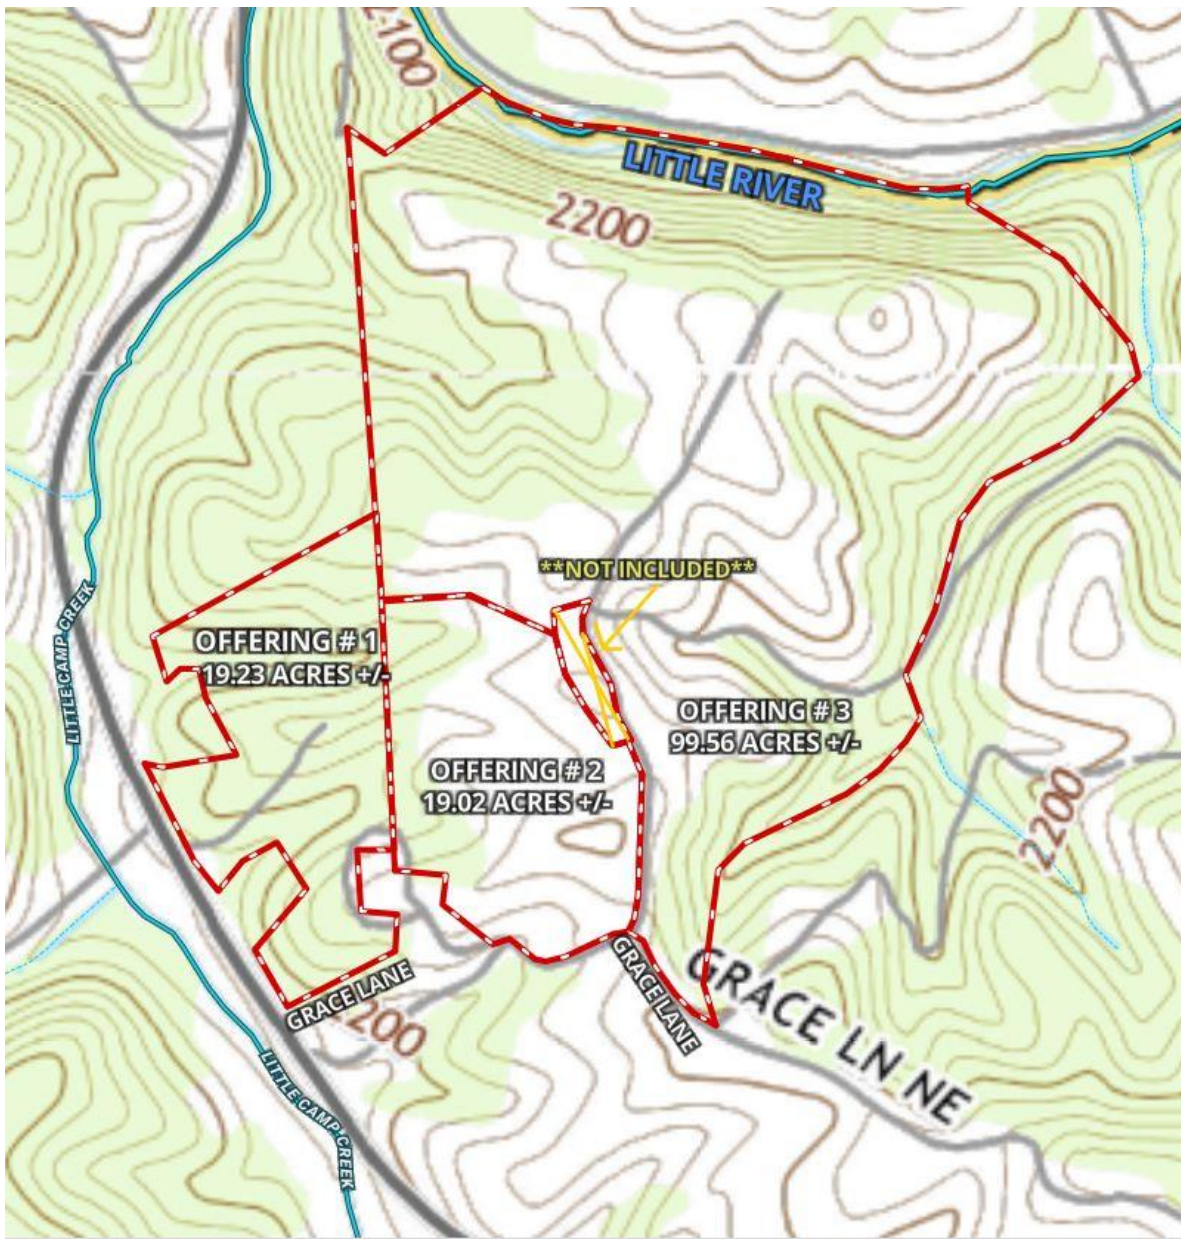 2100
LITTLE RIVER
2200
**NOT INCLUDED**
OFFERING # 1
19.23 ACRES +/-
LITTLE CAMP CREEK
OFFERING # 3
99.56 ACRES +/-
OFFERING # 2
19.02 ACRES +/-
2200
GRACE LANE
GRACE LANE
GRACE LN NE
2200
LITTLE CAMP CREEK